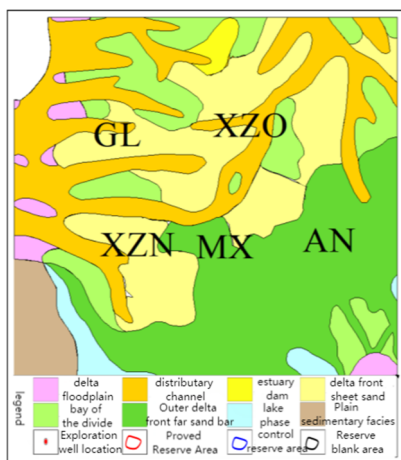 GL
XZO
XZN
MX
AN
legend
delta floodplain
distributary channel
estuary dam
delta front sheet sand
bay of the divide
Outer delta front far sand bar
lake phase
Plain sedimentary facies
Exploration well location
Proved Reserve Area
control reserve area
Reserve blank area